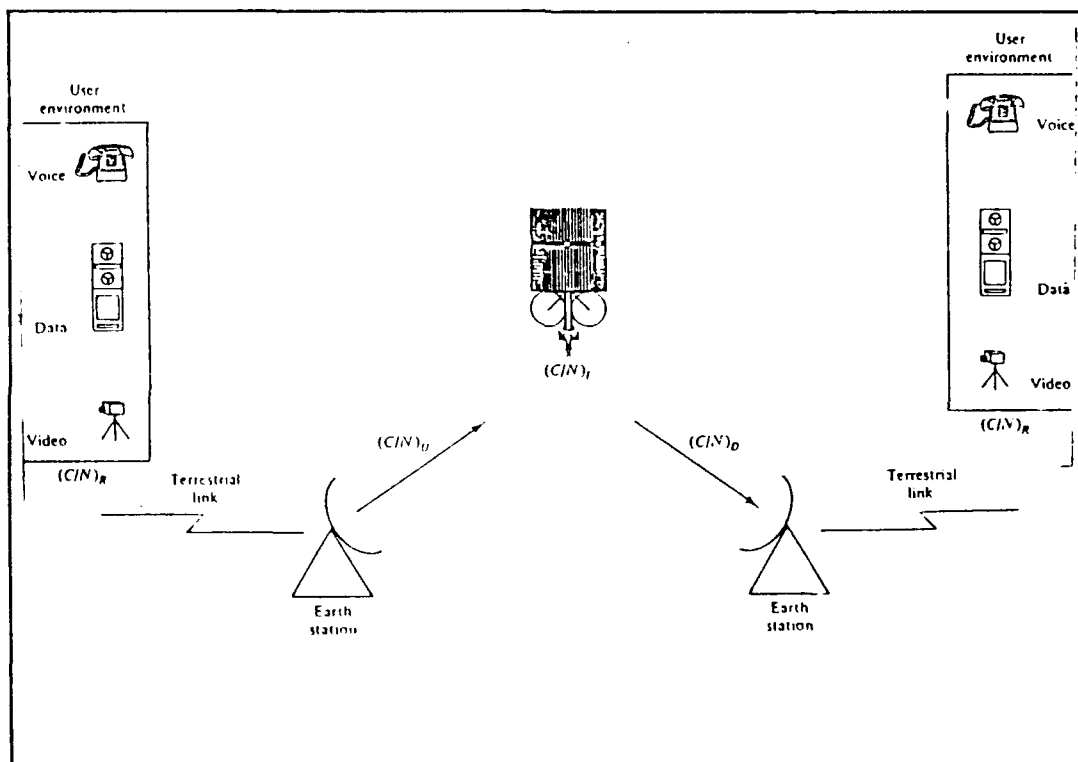 User
environment
Voice
Data
Video
(C/N)R
Terrestrial
link
Earth
station
(C/N)U
(C/N)I
(C/N)D
Earth
station
Terrestrial
link
User
environment
Voice
Data
Video
(C/N)R